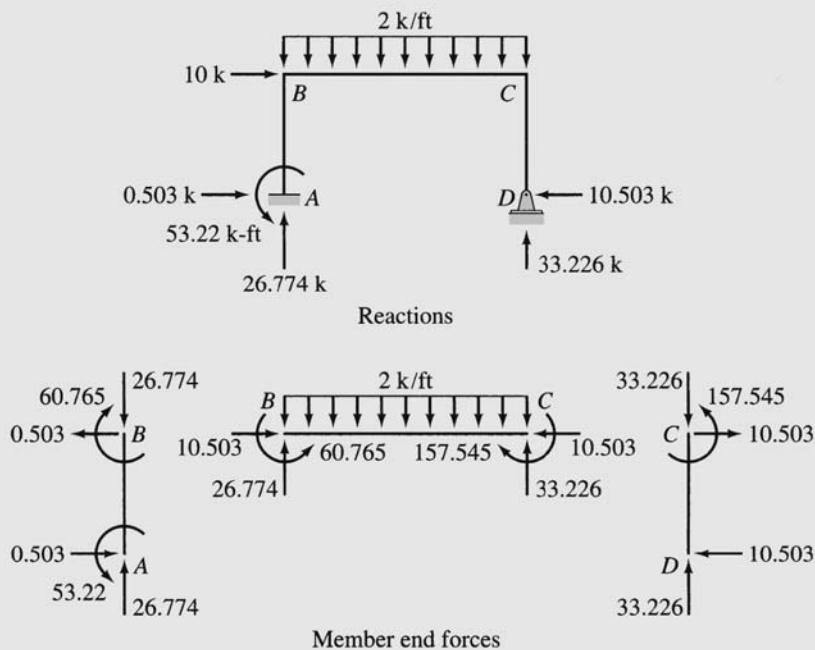 2 k/ft
10 k
B
C
0.503 k
A
D
10.503 k
53.22 k-ft
33.226 k
26.774 k
Reactions
26.774
60.765
0.503
B
0.503
A
53.22
26.774
2 k/ft
B
C
10.503
60.765
157.545
10.503
26.774
33.226
33.226
157.545
C
10.503
D
10.503
33.226
Member end forces